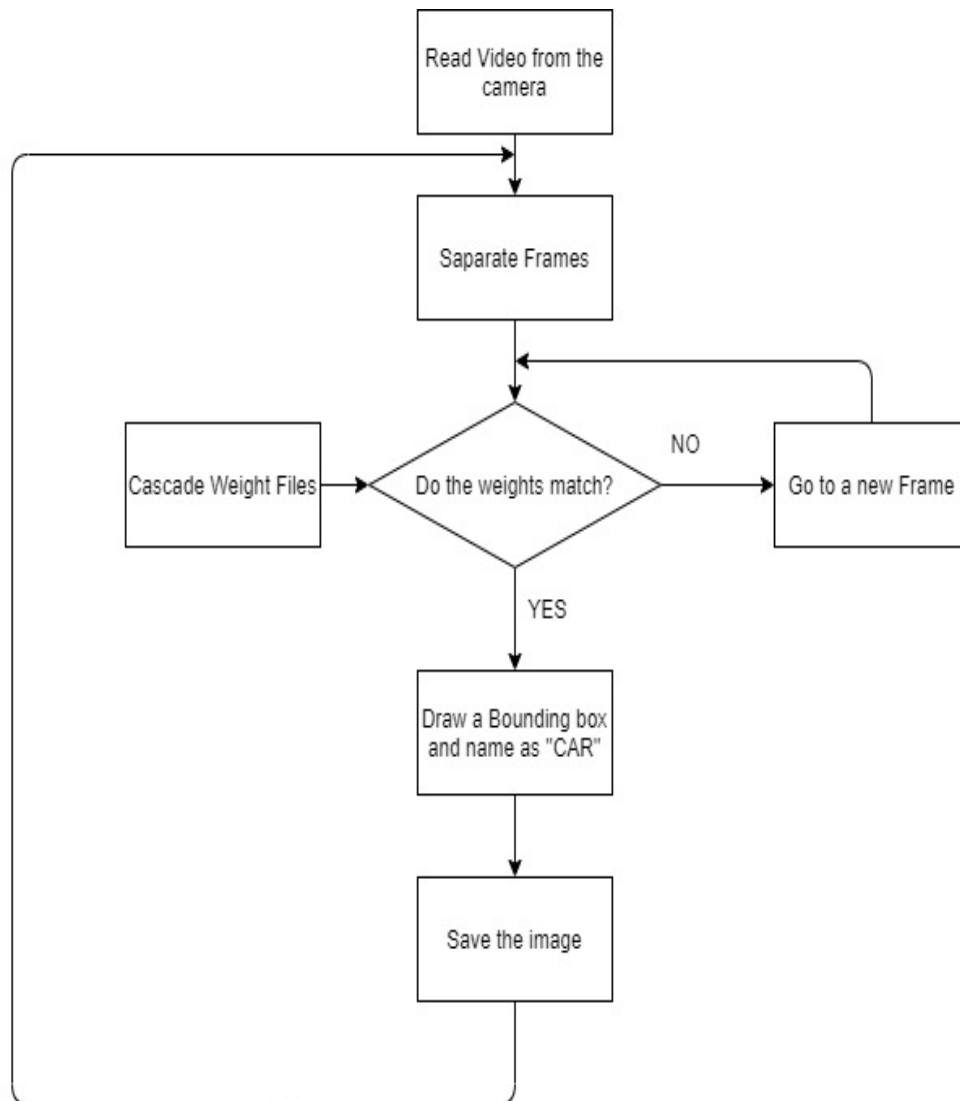 Read Video from the
camera
Saparate Frames
Cascade Weight Files
Do the weights match?
NO
Go to a new Frame
YES
Draw a Bounding box
and name as "CAR"
Save the image